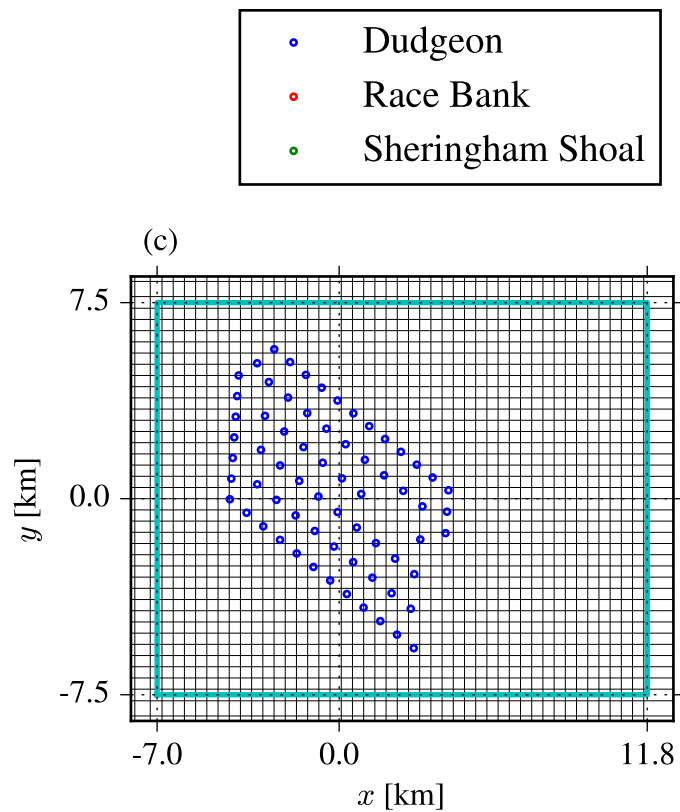 Dudgeon
Race Bank
Sheringham Shoal
(c)
7.5
0.0
-7.5
y [km]
-7.0 0.0 11.8
x [km]